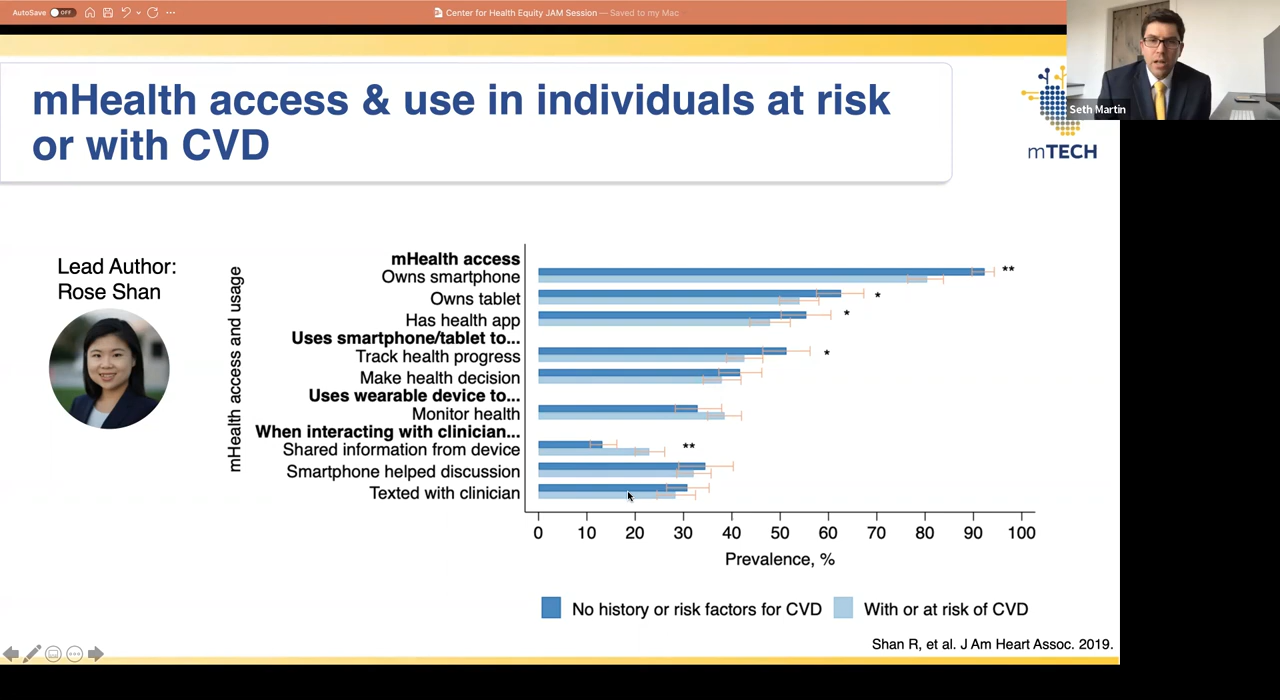 AutoSave OFF
Center for Health Equity JAM Session — Saved to my Mac
Seth Martin
mTECH
mHealth access & use in individuals at risk
or with CVD
Lead Author:
Rose Shan
mHealth access and usage
mHealth access
Owns smartphone
**
Owns tablet
*
Has health app
*
Uses smartphone/tablet to...
Track health progress
*
Make health decision
Uses wearable device to...
Monitor health
When interacting with clinician...
Shared information from device
**
Smartphone helped discussion
Texted with clinician
0 10 20 30 40 50 60 70 80 90 100
Prevalence, %
No history or risk factors for CVD
With or at risk of CVD
Shan R, et al. J Am Heart Assoc. 2019.